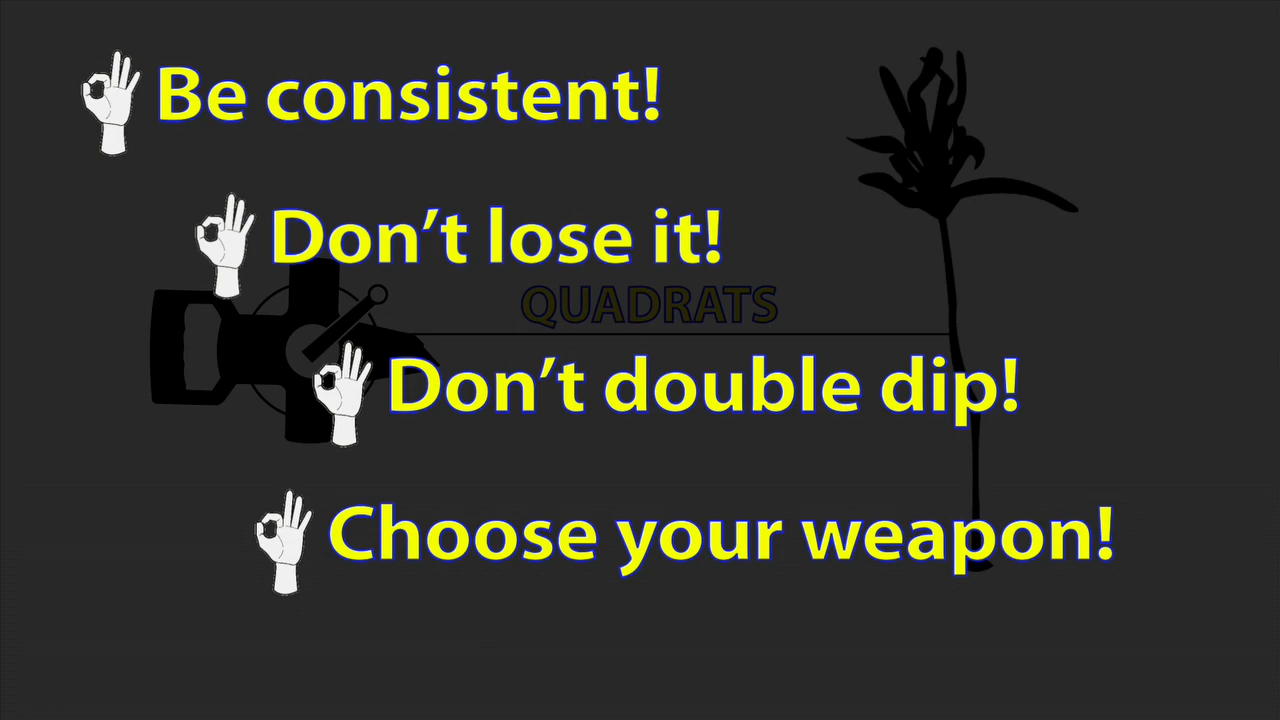 Be consistent!
Don’t lose it!
QUADRATS
Don’t double dip!
Choose your weapon!